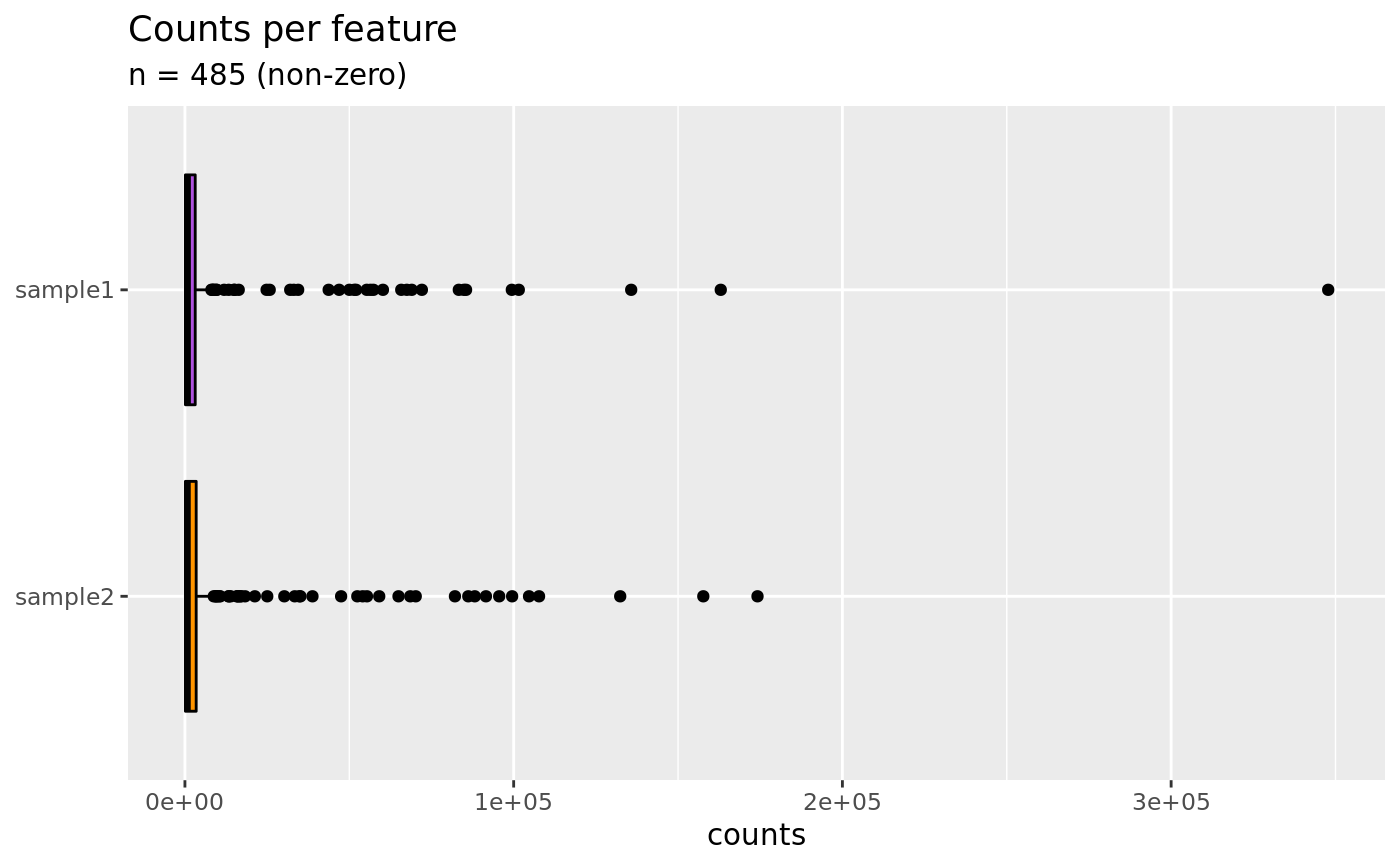 Counts per feature
n = 485 (non-zero)
sample1
sample2
0e+00 1e+05 2e+05 3e+05
counts